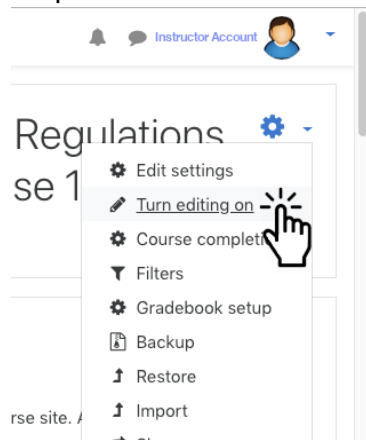 Instructor Account
Regulations
se 1
Edit settings
Turn editing on
Course completi
Filters
Gradebook setup
Backup
Restore
Import
rse site.